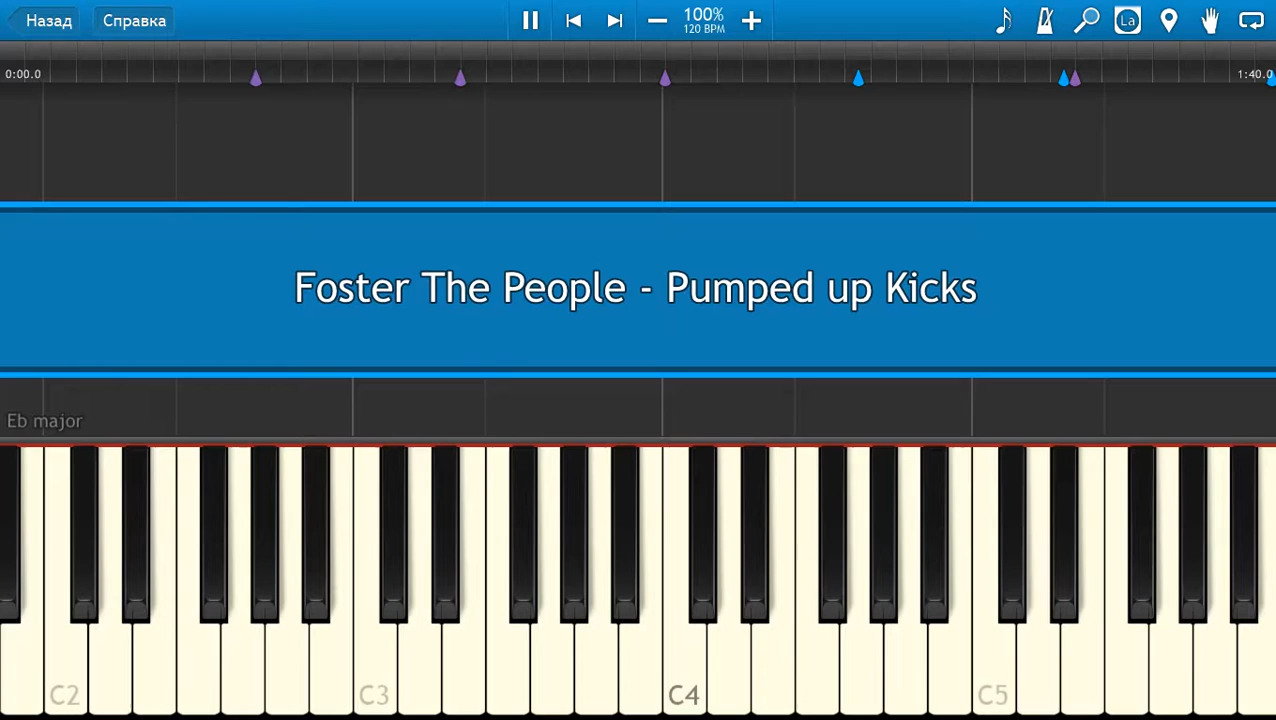 Назад
Справка
100%
120 BPM
La
0:00.0
1:40.0
Foster The People - Pumped up Kicks
Eb major
C2
C3
C4
C5